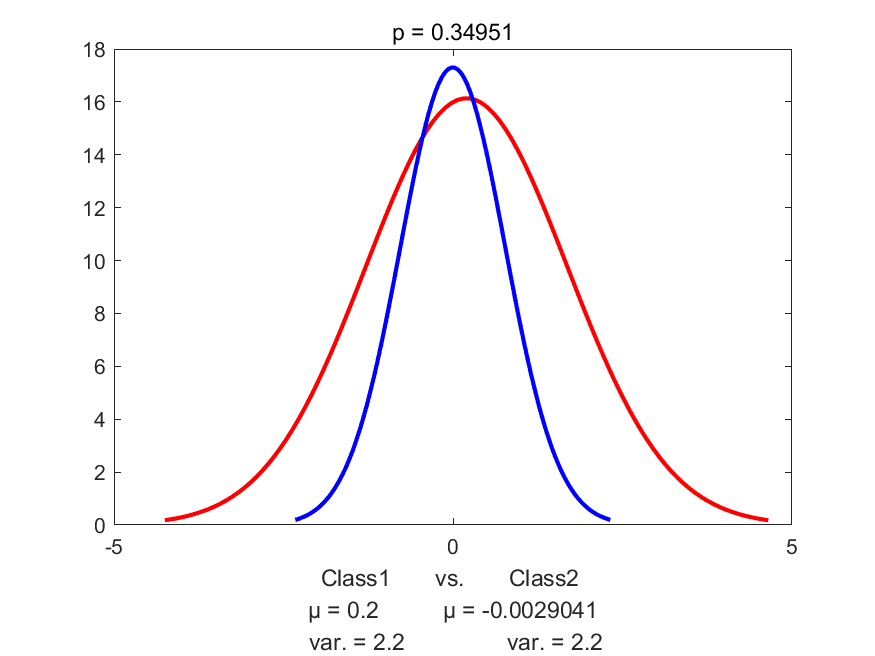 p = 0.34951
18
16
14
12
10
8
6
4
2
0
-5 0 5
Class1 vs. Class2
μ = 0.2 μ = -0.0029041
var. = 2.2 var. = 2.2